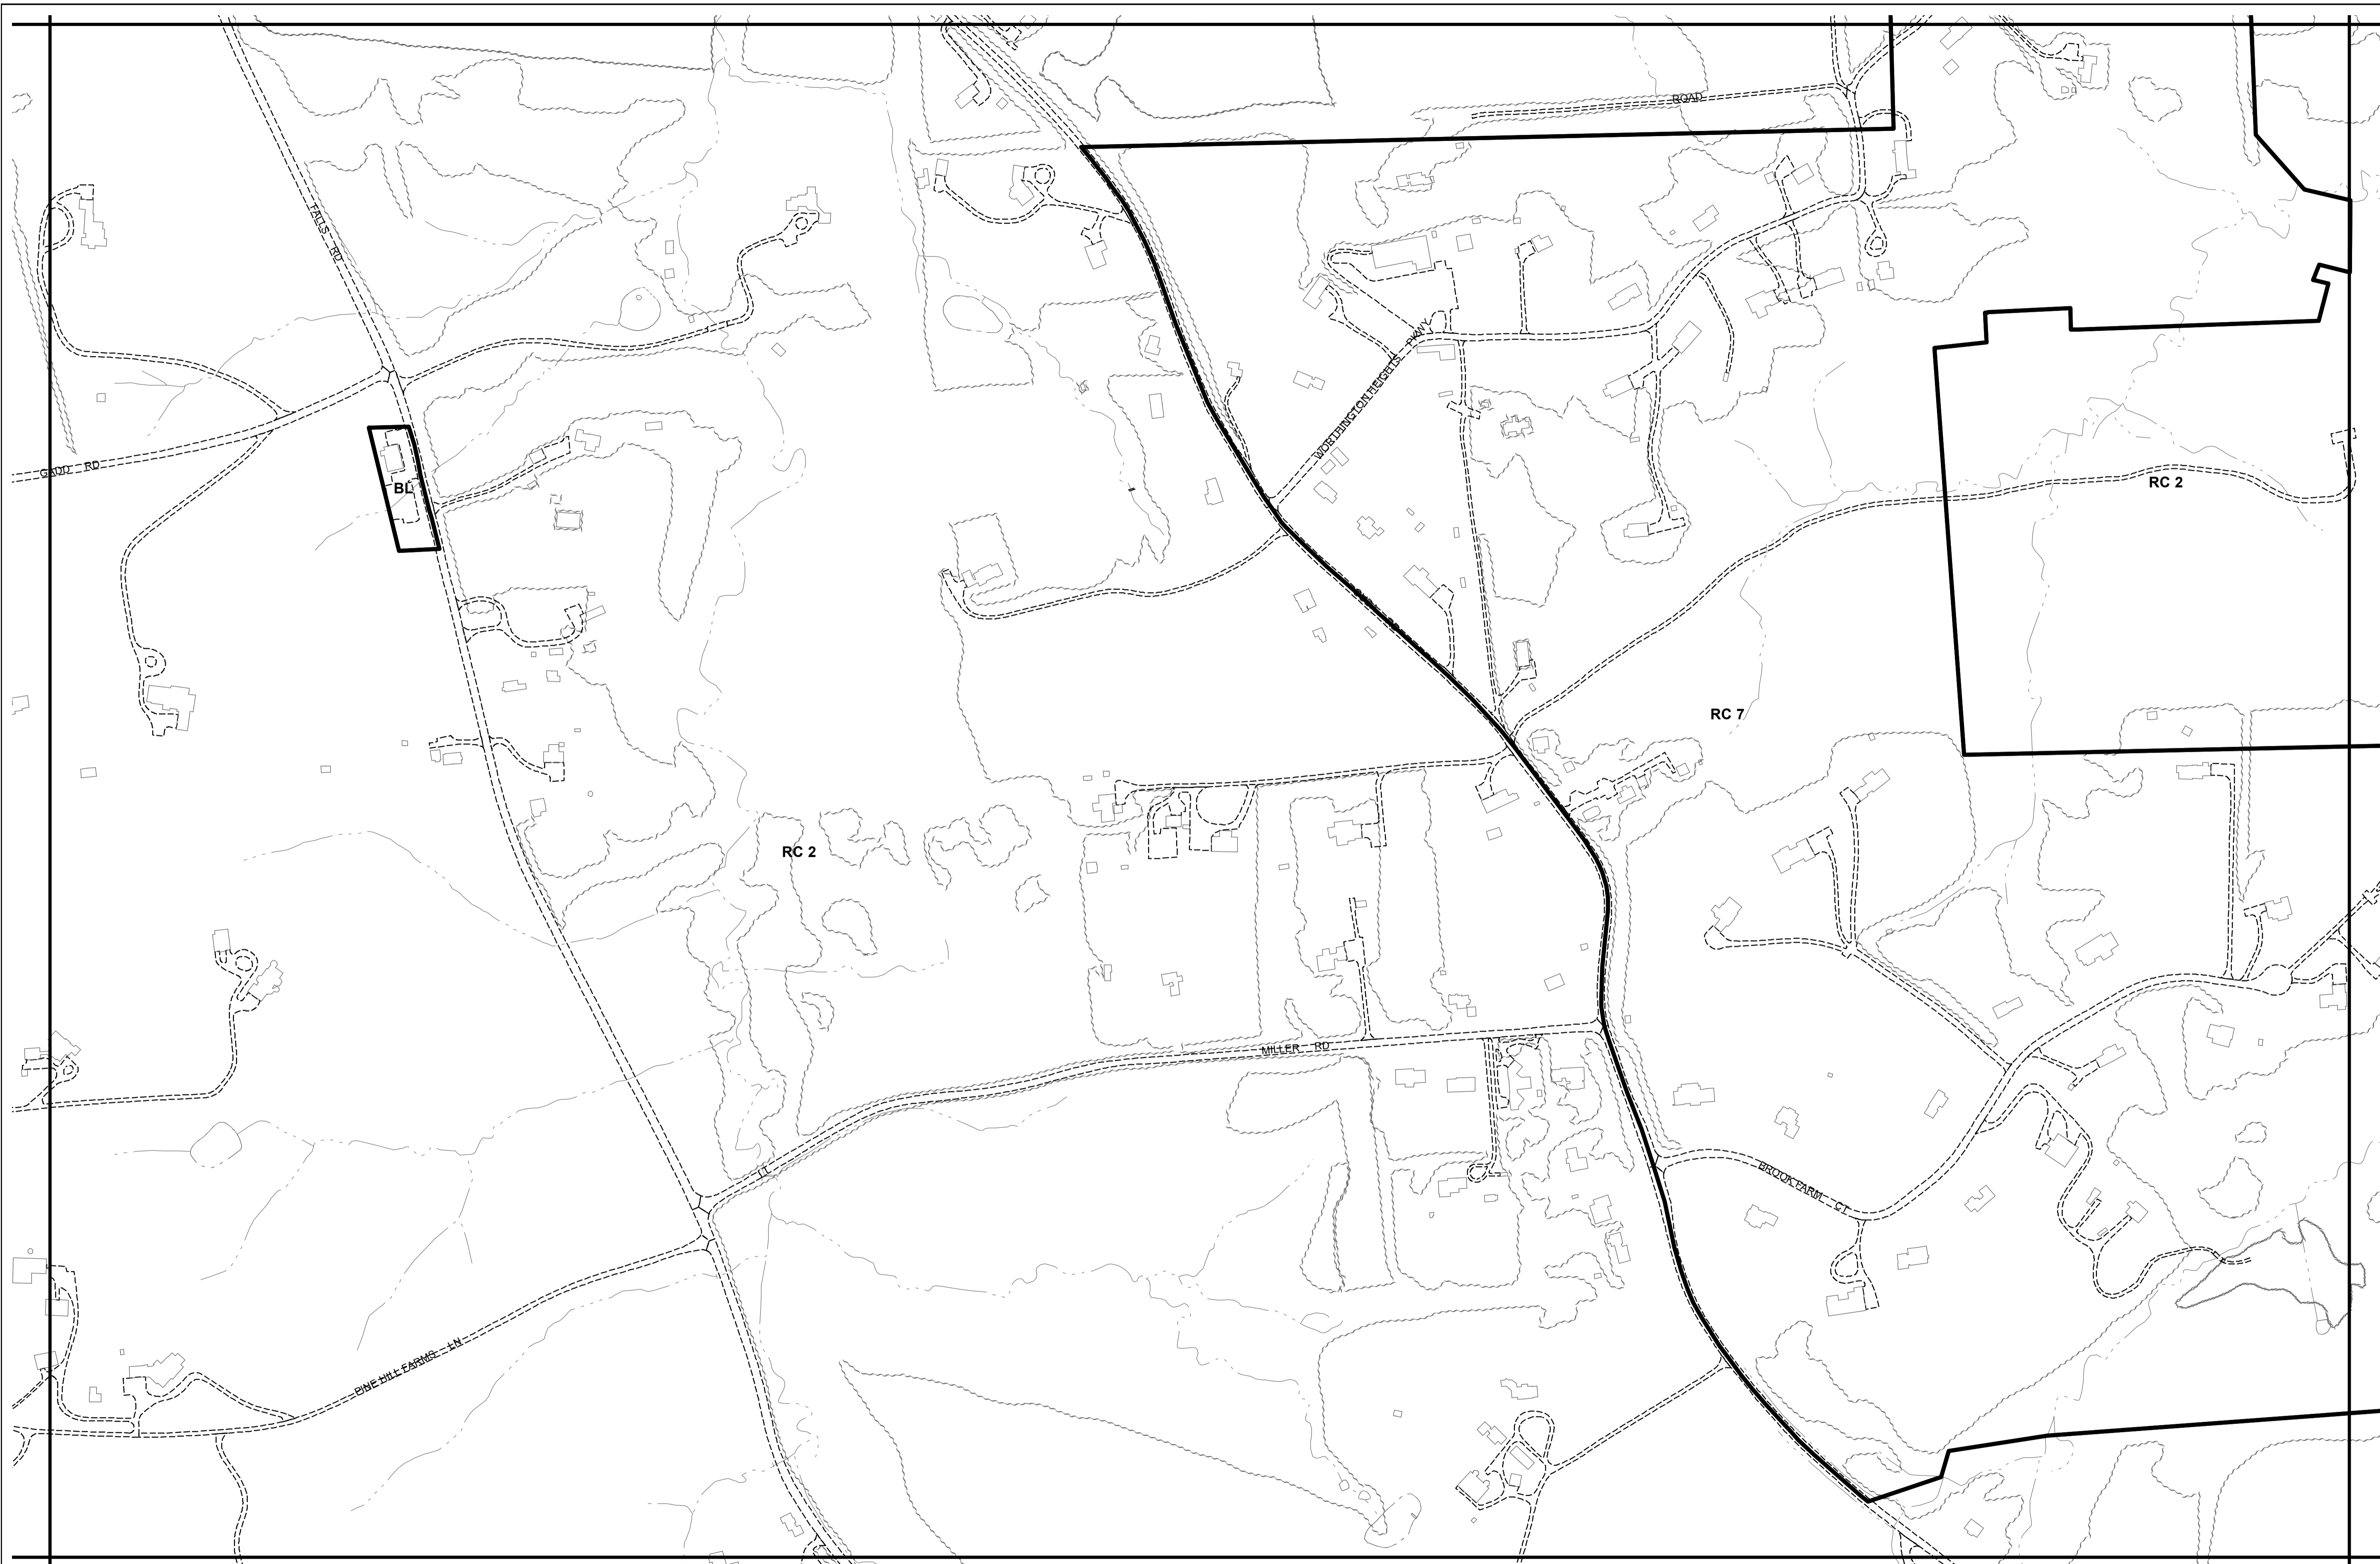 ROAD
FALLS RD
WORTHINGTON HEIGHTS PKWY
GADD RD
BL
RC 2
RD
RC 7
RC 2
MILLER RD
BROOK FARM CT
PINE HILL FARMS LN